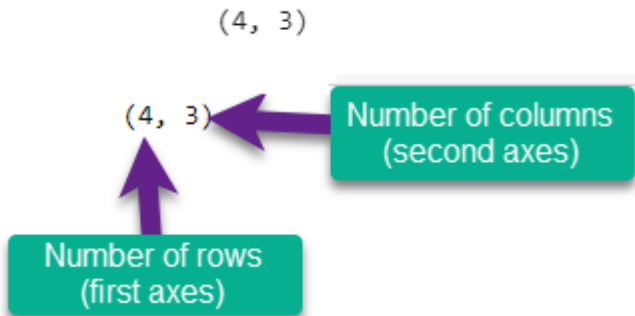 (4, 3)
(4, 3)
Number of columns
(second axes)
Number of rows
(first axes)